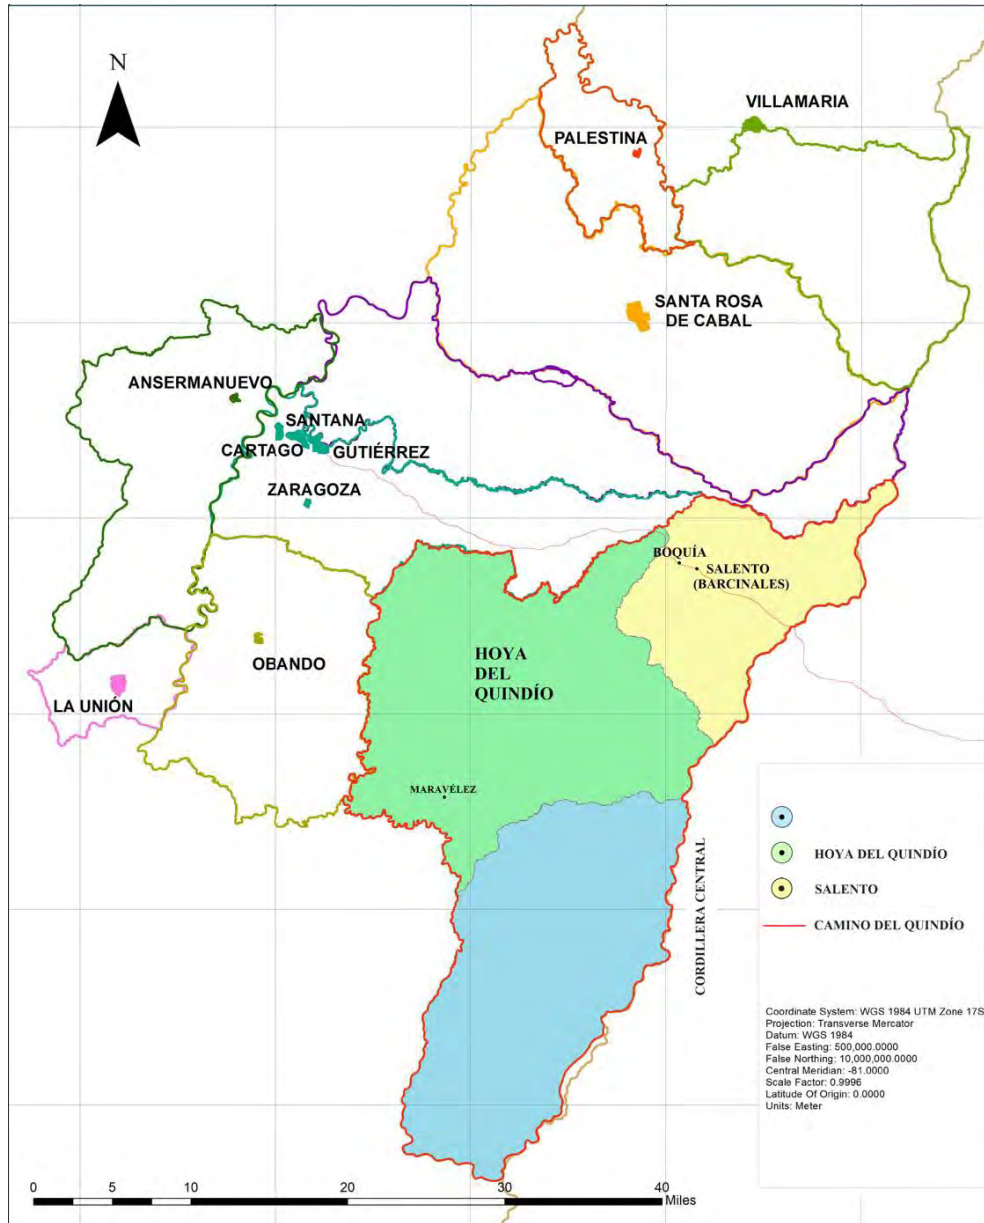 N
VILLAMARIA
PALESTINA
SANTA ROSA
DE CABAL
ANSERMANUEVO
SANTANA
CARTAGO
GUTIÉRREZ
ZARAGOZA
BOQUÍA
SALENTO
(BARCINALES)
HOYA
DEL
QUINDÍO
OBANDO
LA UNIÓN
MARAVÉLEZ
CORDILLERA CENTRAL
HOYA DEL QUINDÍO
SALENTO
CAMINO DEL QUINDÍO
Coordinate System: WGS 1984 UTM Zone 17S
Projection: Transverse Mercator
Datum: WGS 1984
False Easting: 500,000.0000
False Northing: 10,000,000.0000
Central Meridian: -81.0000
Scale Factor: 0.9996
Latitude Of Origin: 0.0000
Units: Meter
0 5 10 20 30 40
Miles